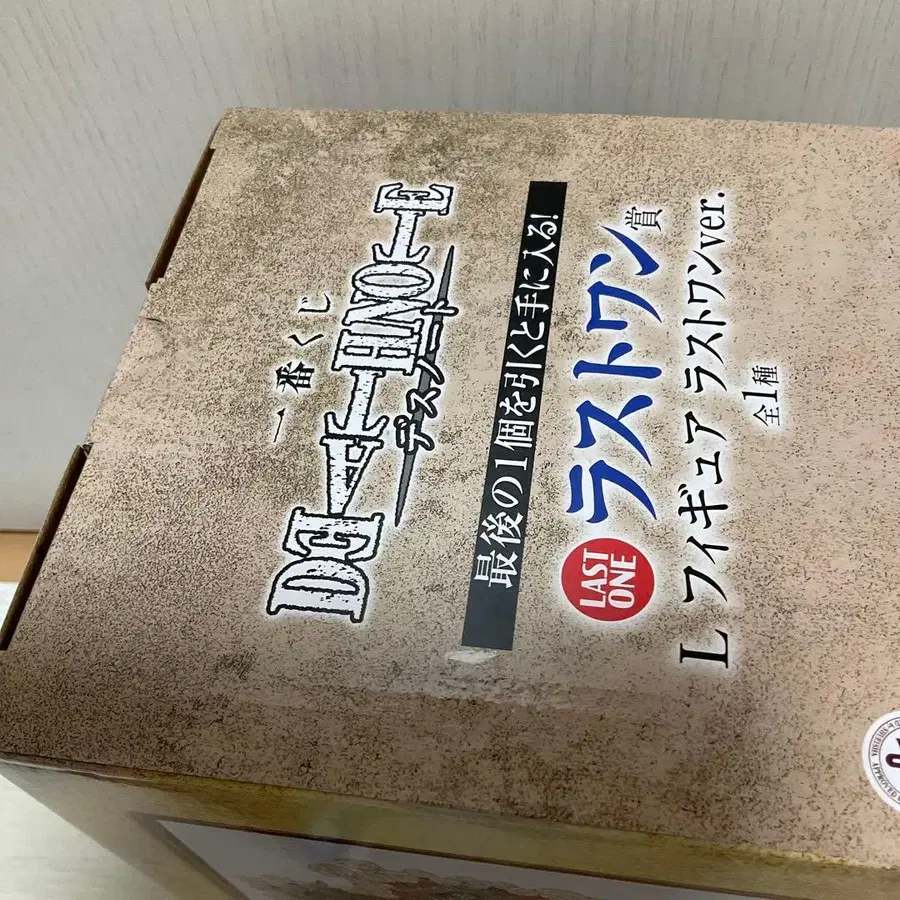 一番くじ
DEATH NOTE
デスノート
最後の1個を引くと手に入る!
LAST ONE ラストワン賞
L フィギュア ラストワンver.
全1種